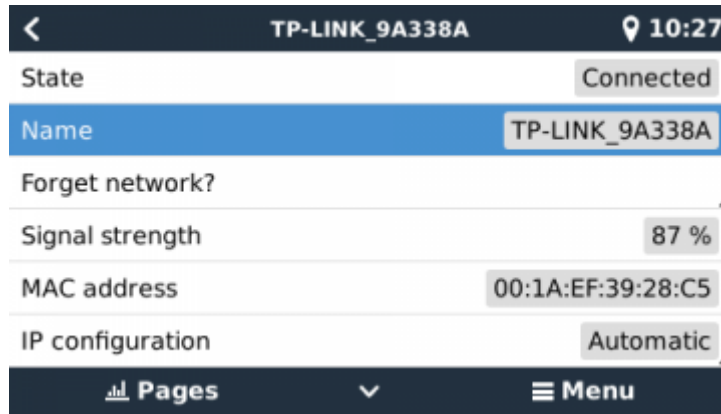 TP-LINK_9A338A 10:27
State Connected
Name TP-LINK_9A338A
Forget network?
Signal strength 87 %
MAC address 00:1A:EF:39:28:C5
IP configuration Automatic
Pages Menu